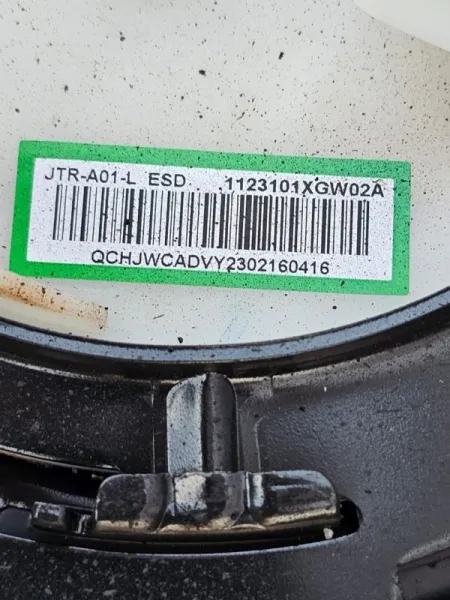 JTR-A01-L ESD 1123101XGW02A
QCHJWCADVY2302160416